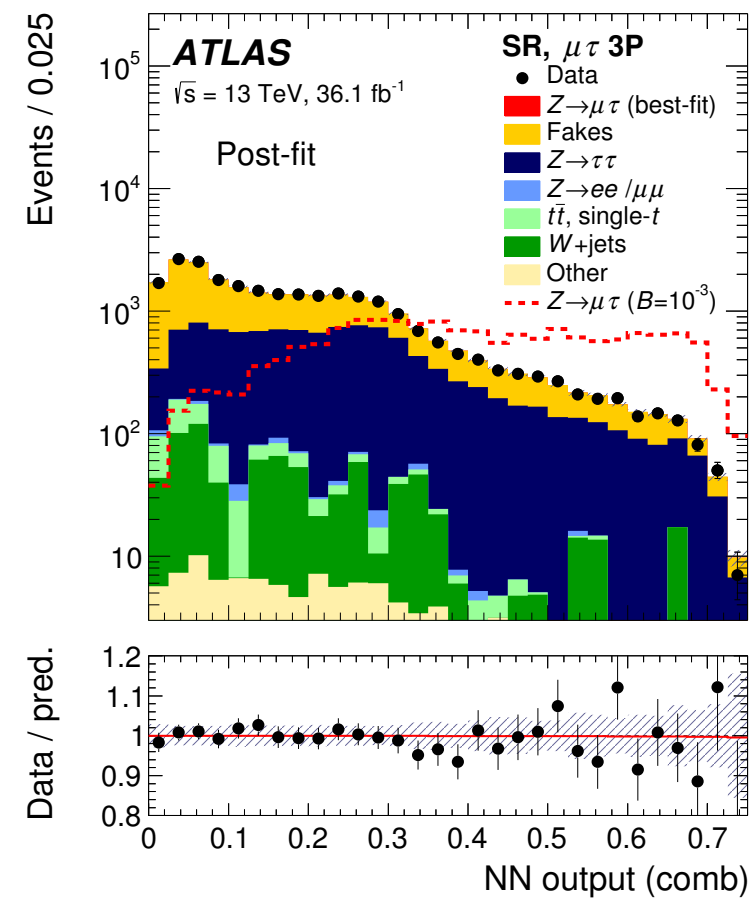 Events / 0.025
10⁵
10⁴
10³
10²
10
ATLAS
√s = 13 TeV, 36.1 fb⁻¹
Post-fit
SR, μτ 3P
Data
Z→μτ (best-fit)
Fakes
Z→ττ
Z→ee /μμ
tt̅, single-t
W+jets
Other
Z→μτ (B=10⁻³)
Data / pred.
1.2
1.1
1
0.9
0.8
0 0.1 0.2 0.3 0.4 0.5 0.6 0.7
NN output (comb)